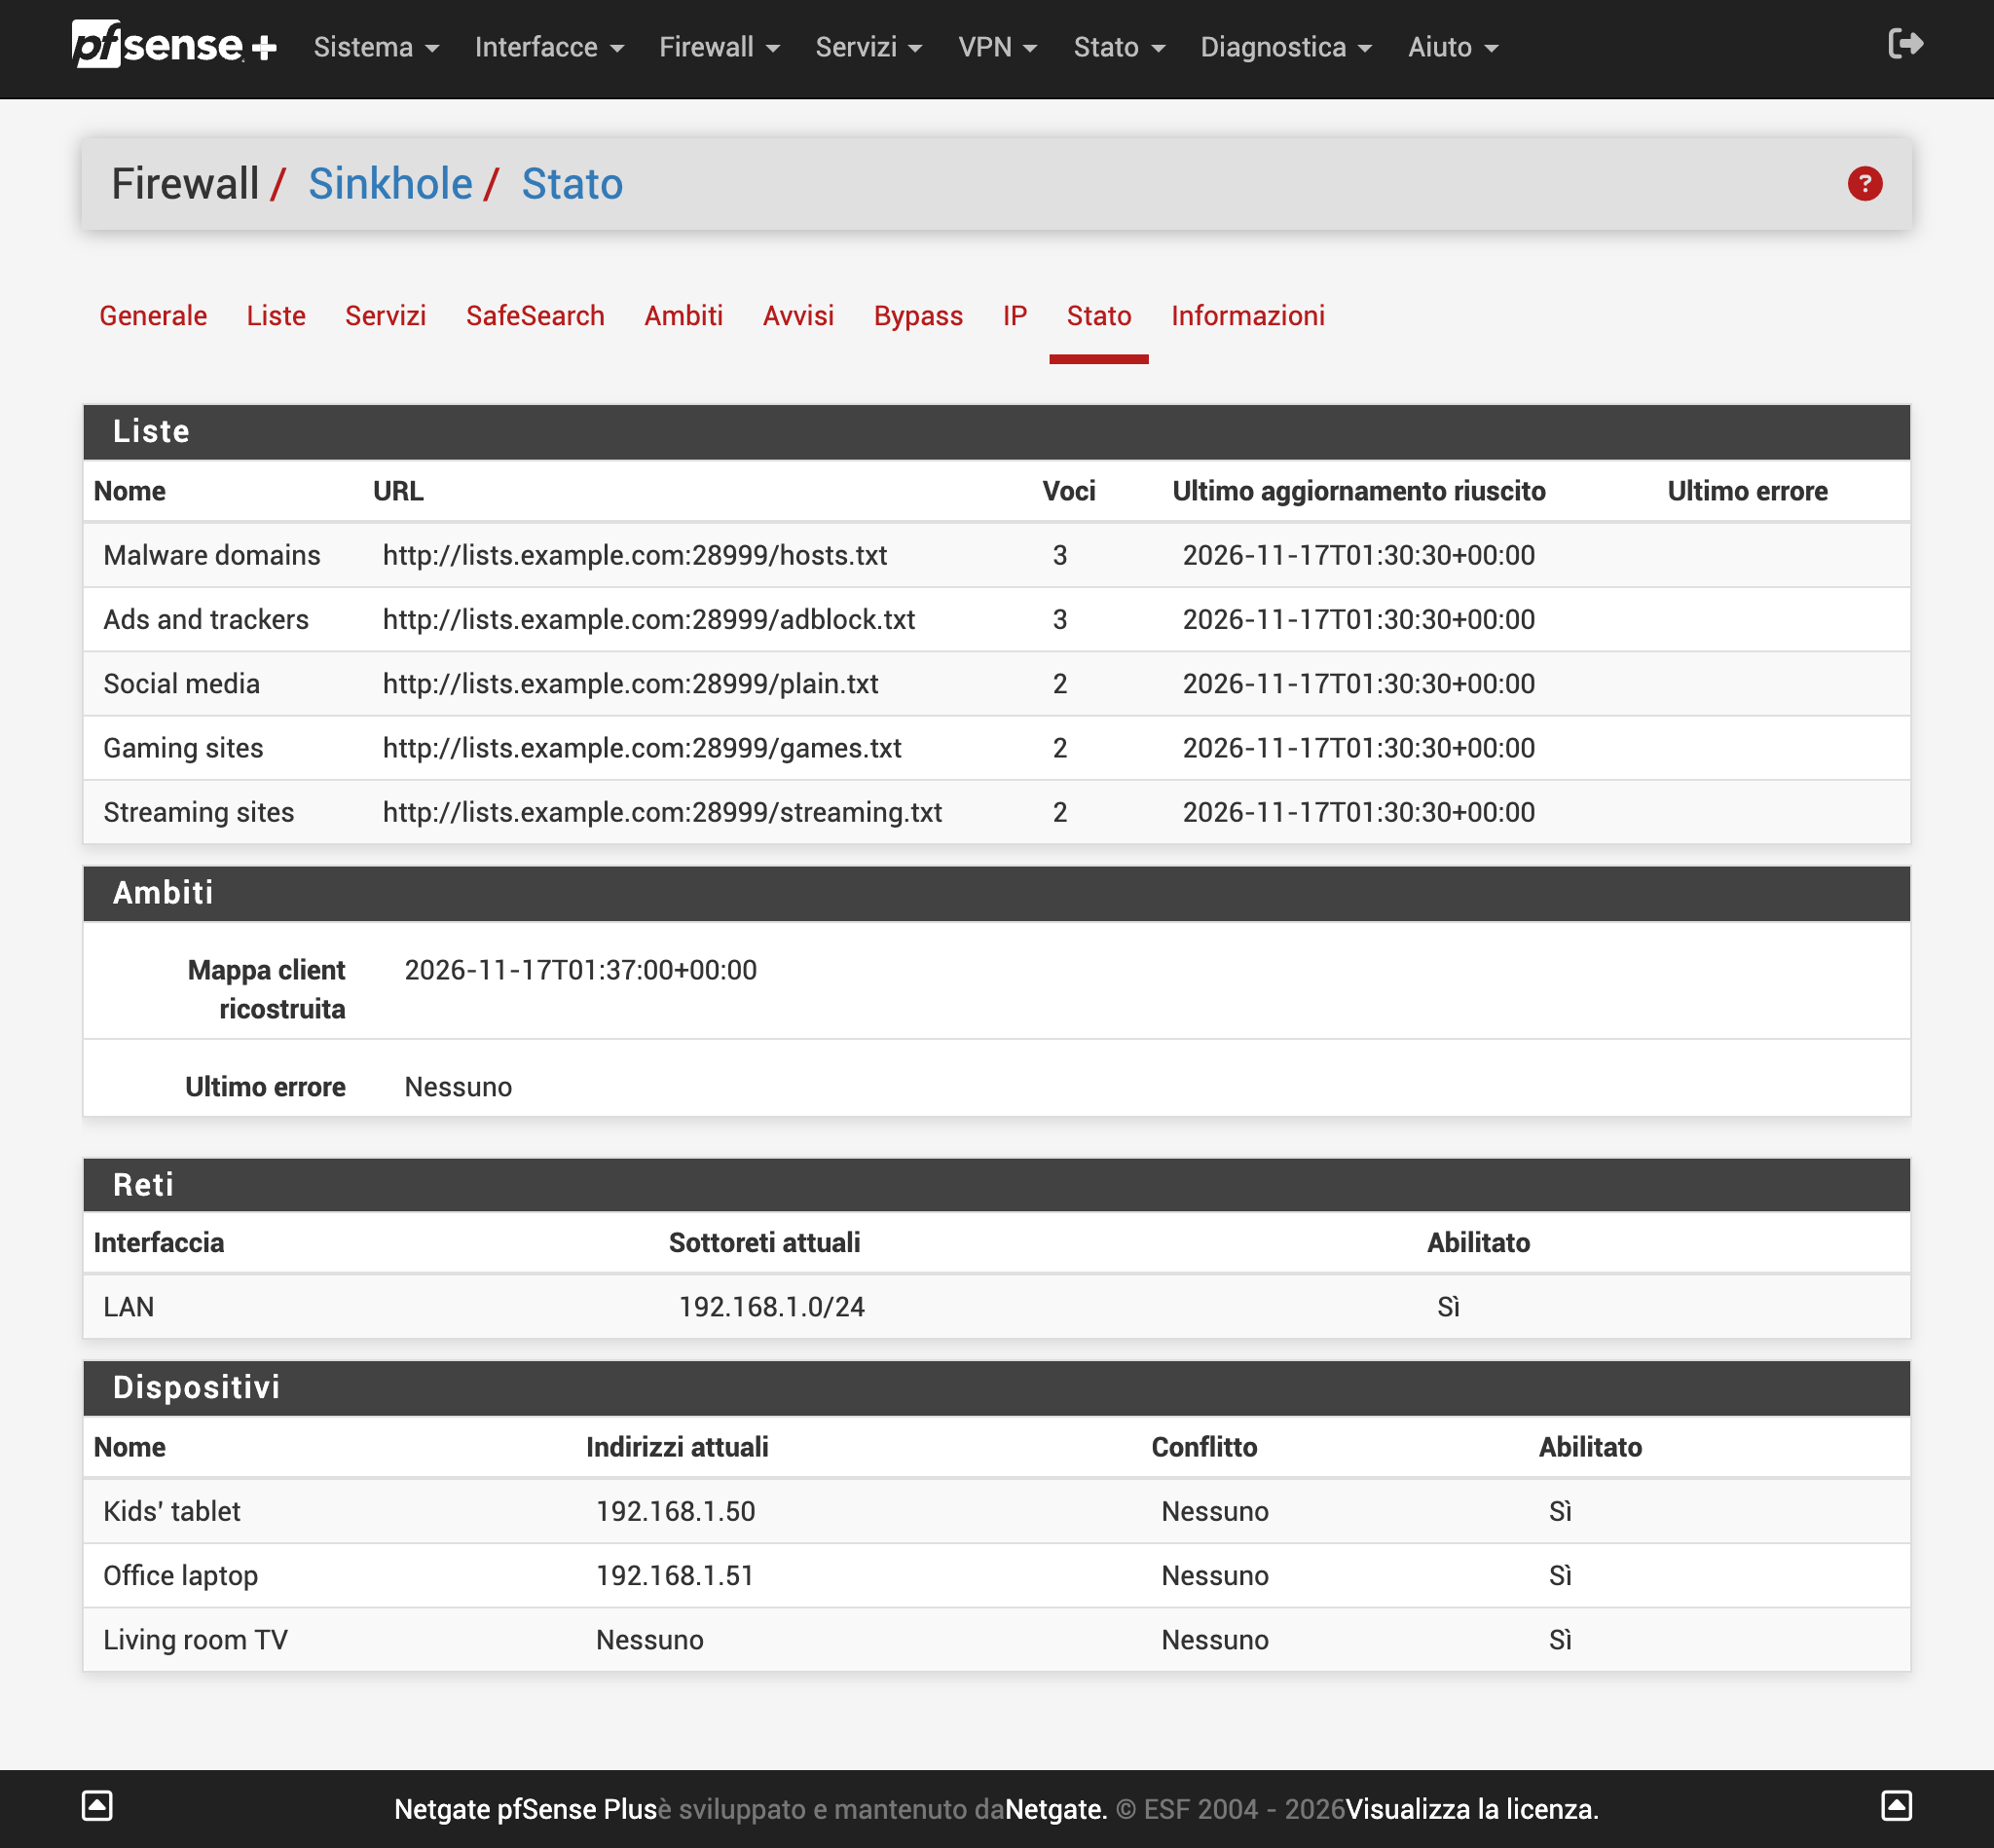 pfsense+ Sistema Interfacce Firewall Servizi VPN Stato Diagnostica Aiuto
Firewall / Sinkhole / Stato
Generale Liste Servizi SafeSearch Ambiti Avvisi Bypass IP Stato Informazioni
Liste
Nome URL Voci Ultimo aggiornamento riuscito Ultimo errore
Malware domains http://lists.example.com:28999/hosts.txt 3 2026-11-17T01:30:30+00:00
Ads and trackers http://lists.example.com:28999/adblock.txt 3 2026-11-17T01:30:30+00:00
Social media http://lists.example.com:28999/plain.txt 2 2026-11-17T01:30:30+00:00
Gaming sites http://lists.example.com:28999/games.txt 2 2026-11-17T01:30:30+00:00
Streaming sites http://lists.example.com:28999/streaming.txt 2 2026-11-17T01:30:30+00:00
Ambiti
Mappa client 2026-11-17T01:37:00+00:00
ricostruita
Ultimo errore Nessuno
Reti
Interfaccia Sottoreti attuali Abilitato
LAN 192.168.1.0/24 Sì
Dispositivi
Nome Indirizzi attuali Conflitto Abilitato
Kids' tablet 192.168.1.50 Nessuno Sì
Office laptop 192.168.1.51 Nessuno Sì
Living room TV Nessuno Nessuno Sì
Netgate pfSense Plusè sviluppato e mantenuto daNetgate. © ESF 2004 - 2026Visualizza la licenza.